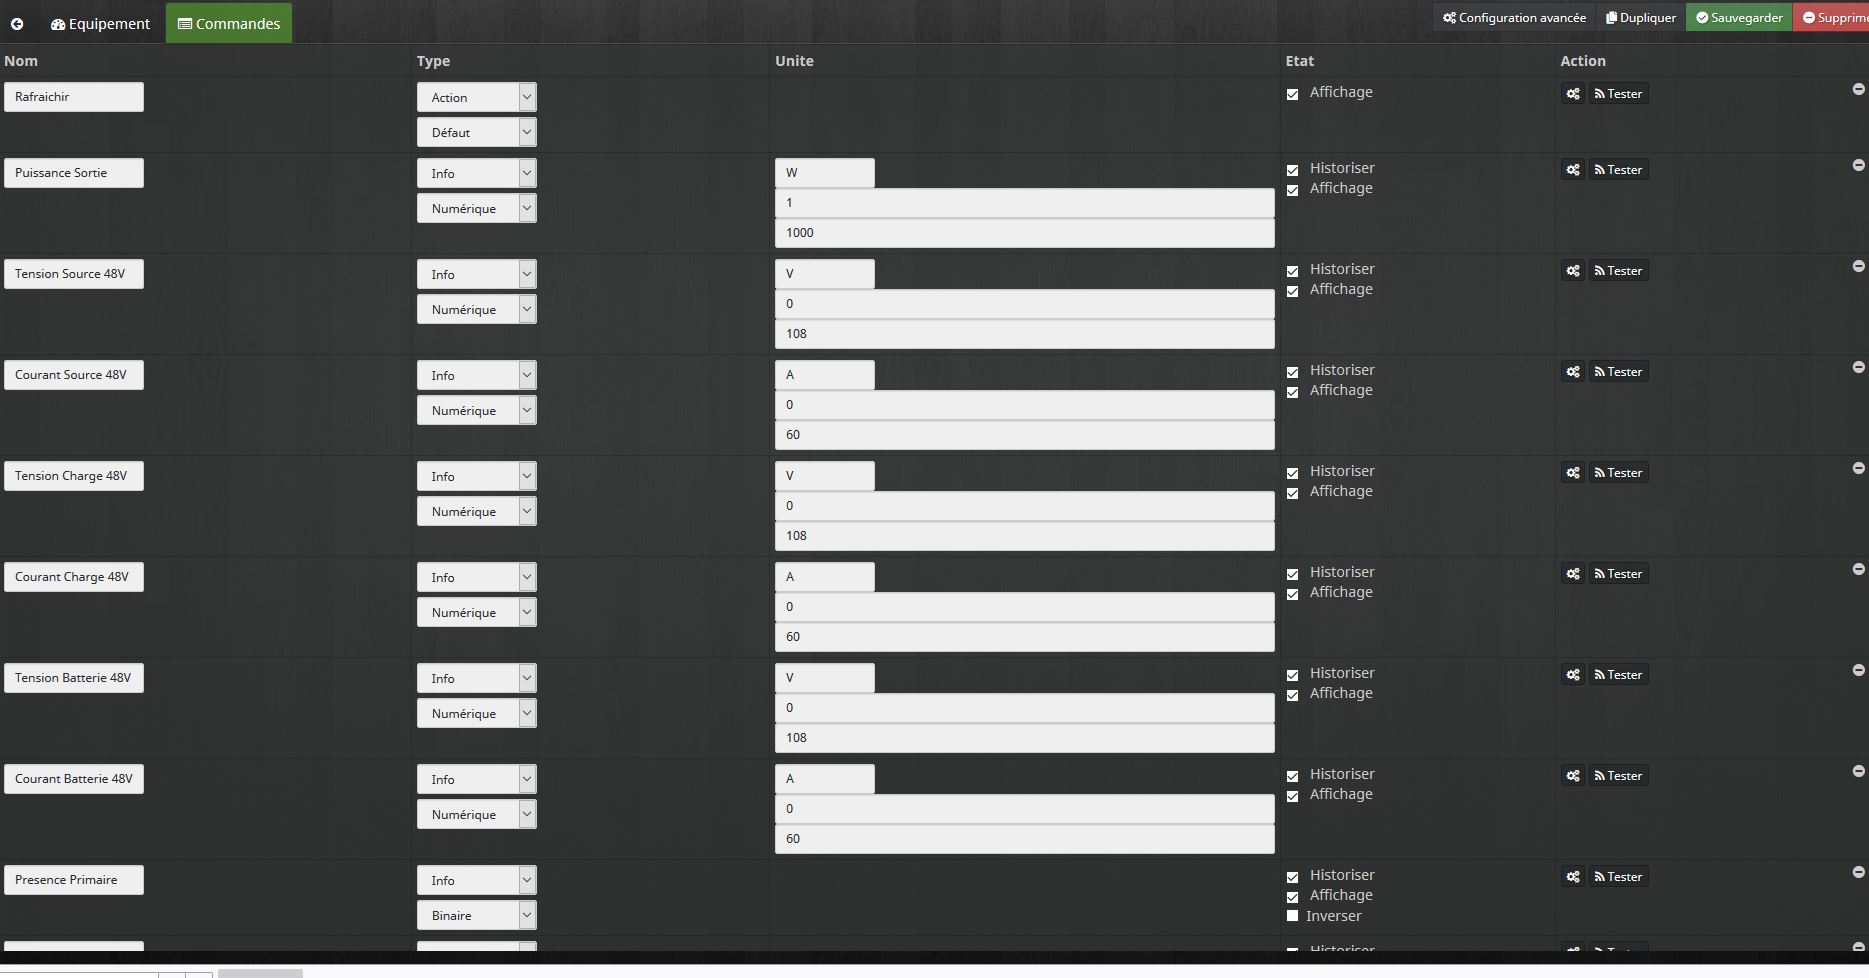 Equipement
Commandes
Configuration avancée
Dupliquer
Sauvegarder
Nom Type Unite Etat Action
Rafraichir Action Affichage Tester
Défaut
Puissance Sortie Info W Historiser Tester
Affichage
Numérique 1
1000
Tension Source 48V Info V Historiser Tester
Affichage
Numérique 0
108
Courant Source 48V Info A Historiser Tester
Affichage
Numérique 0
60
Tension Charge 48V Info V Historiser Tester
Affichage
Numérique 0
108
Courant Charge 48V Info A Historiser Tester
Affichage
Numérique 0
60
Tension Batterie 48V Info V Historiser Tester
Affichage
Numérique 0
108
Courant Batterie 48V Info A Historiser Tester
Affichage
Numérique 0
60
Presence Primaire Info Historiser Tester
Affichage
Binaire Inverser
Historiser Tester